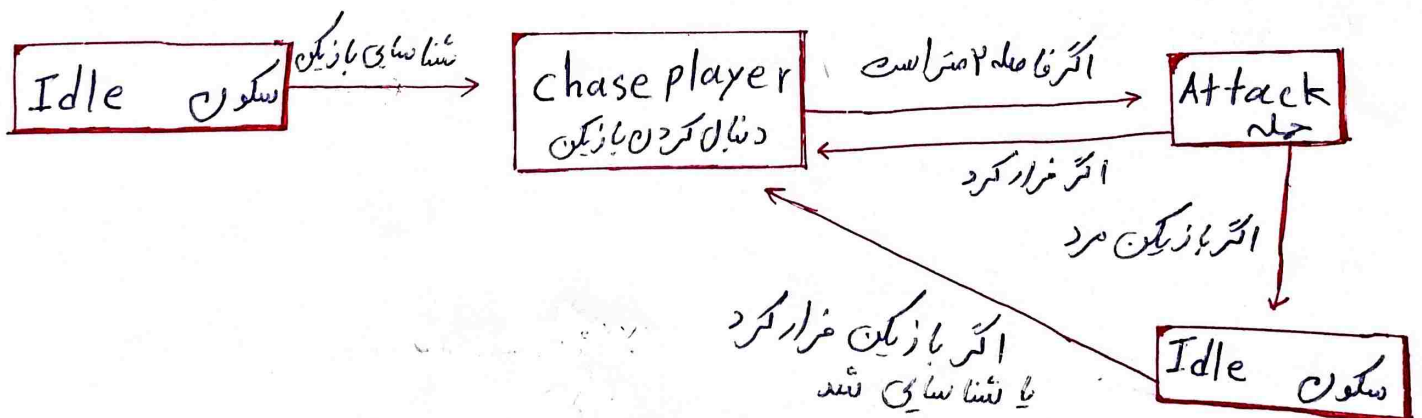 Idle سکون
شناسایی بازیکن
chase player
دنبال کردن بازیکن
اگر فاصله ۲ متر است
Attack
حمله
اگر فرار کرد
اگر بازیکن مرد
اگر بازیکن فرار کرد
یا شناسایی شد
Idle سکون